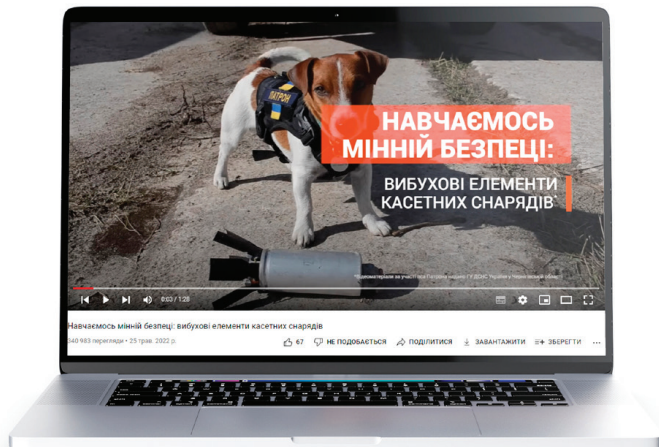 ПАТРОН
НАВЧАЄМОСЬ
МІННІЙ БЕЗПЕЦІ:
ВИБУХОВІ ЕЛЕМЕНТИ
КАСЕТНИХ СНАРЯДІВ
0:03 / 1:20
Навчаємось мінній безпеці: вибухові елементи касетних снарядів
340 983 перегляди • 25 трав. 2022 р.
67 НЕ ПОДОБАЄТЬСЯ ПОДІЛИТИСЯ ЗАВАНТАЖИТИ ЗБЕРЕГТИ